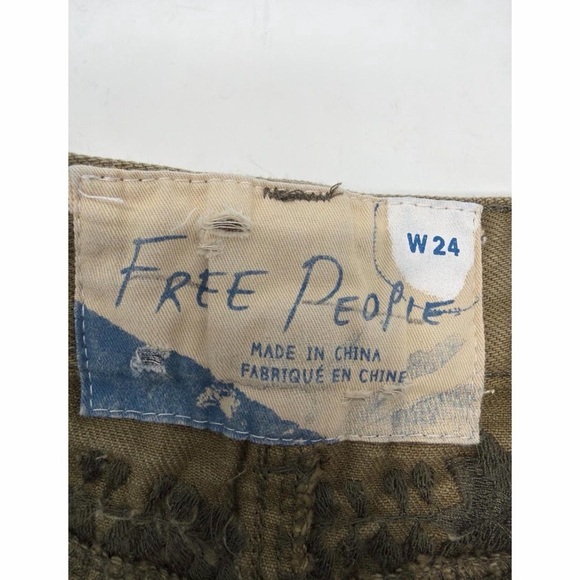 W 24
FREE PEOPLE
MADE IN CHINA
FABRIQUÉ EN CHINE